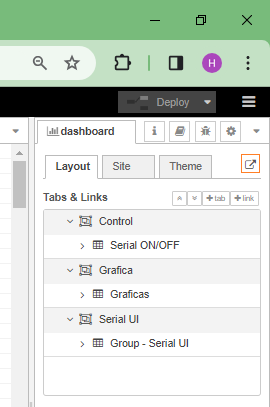 H
Deploy
dashboard
i
Layout
Site
Theme
Tabs & Links
+ tab
+ link
Control
Serial ON/OFF
Grafica
Graficas
Serial UI
Group - Serial UI